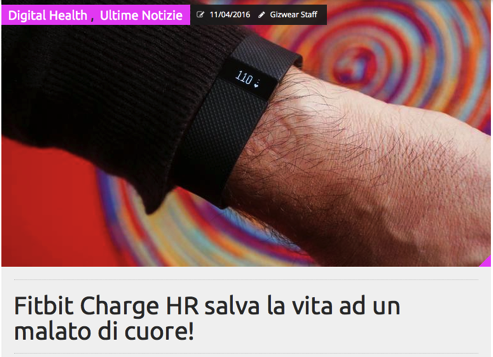 Digital Health , Ultime Notizie 11/04/2016 Gizwear Staff
110
Fitbit Charge HR salva la vita ad un
malato di cuore!